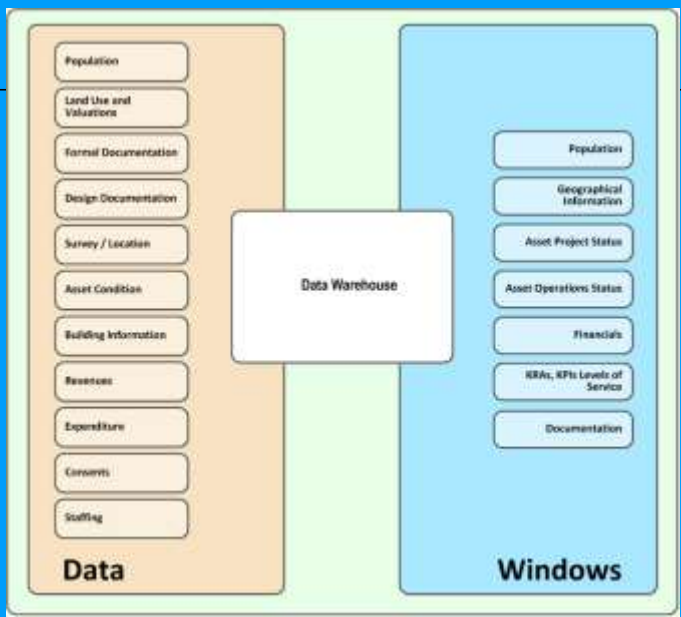 Population
Land Use and
Valuations
Formal Documentation
Design Documentation
Survey / Location
Asset Condition
Building Information
Revenues
Expenditure
Consents
Staffing
Data
Data Warehouse
Population
Geographical
Information
Asset Project Status
Asset Operations Status
Financials
KRAs, KPIs Levels of
Service
Documentation
Windows